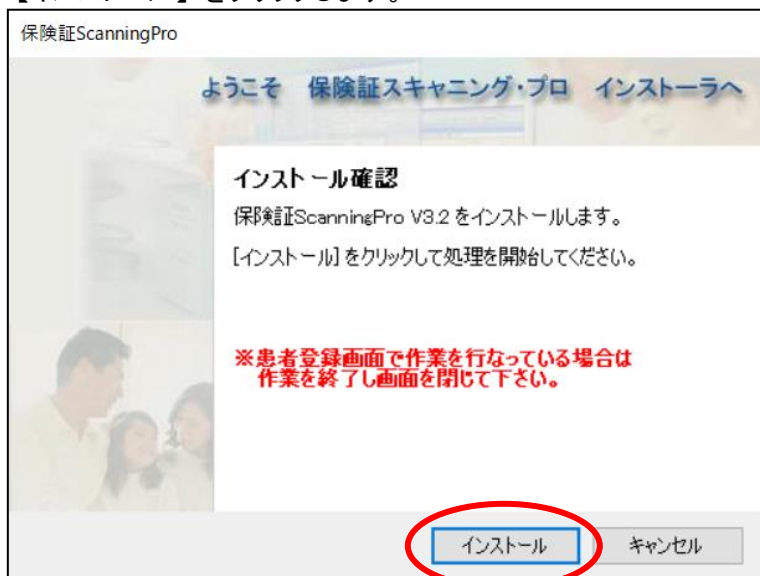 保険証ScanningPro
ようこそ 保険証スキャニング・プロ インストーラへ
インストール確認
保険証ScanningPro V3.2 をインストールします。
[インストール] をクリックして処理を開始してください。
※患者登録画面で作業を行なっている場合は
作業を終了し画面を閉じて下さい。
インストール
キャンセル